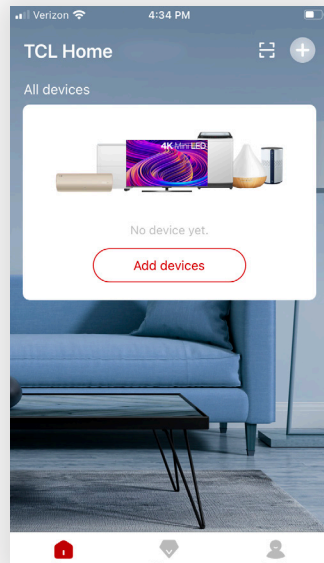 Verizon 4:34 PM
TCL Home
All devices
4K Mini LED
No device yet.
Add devices